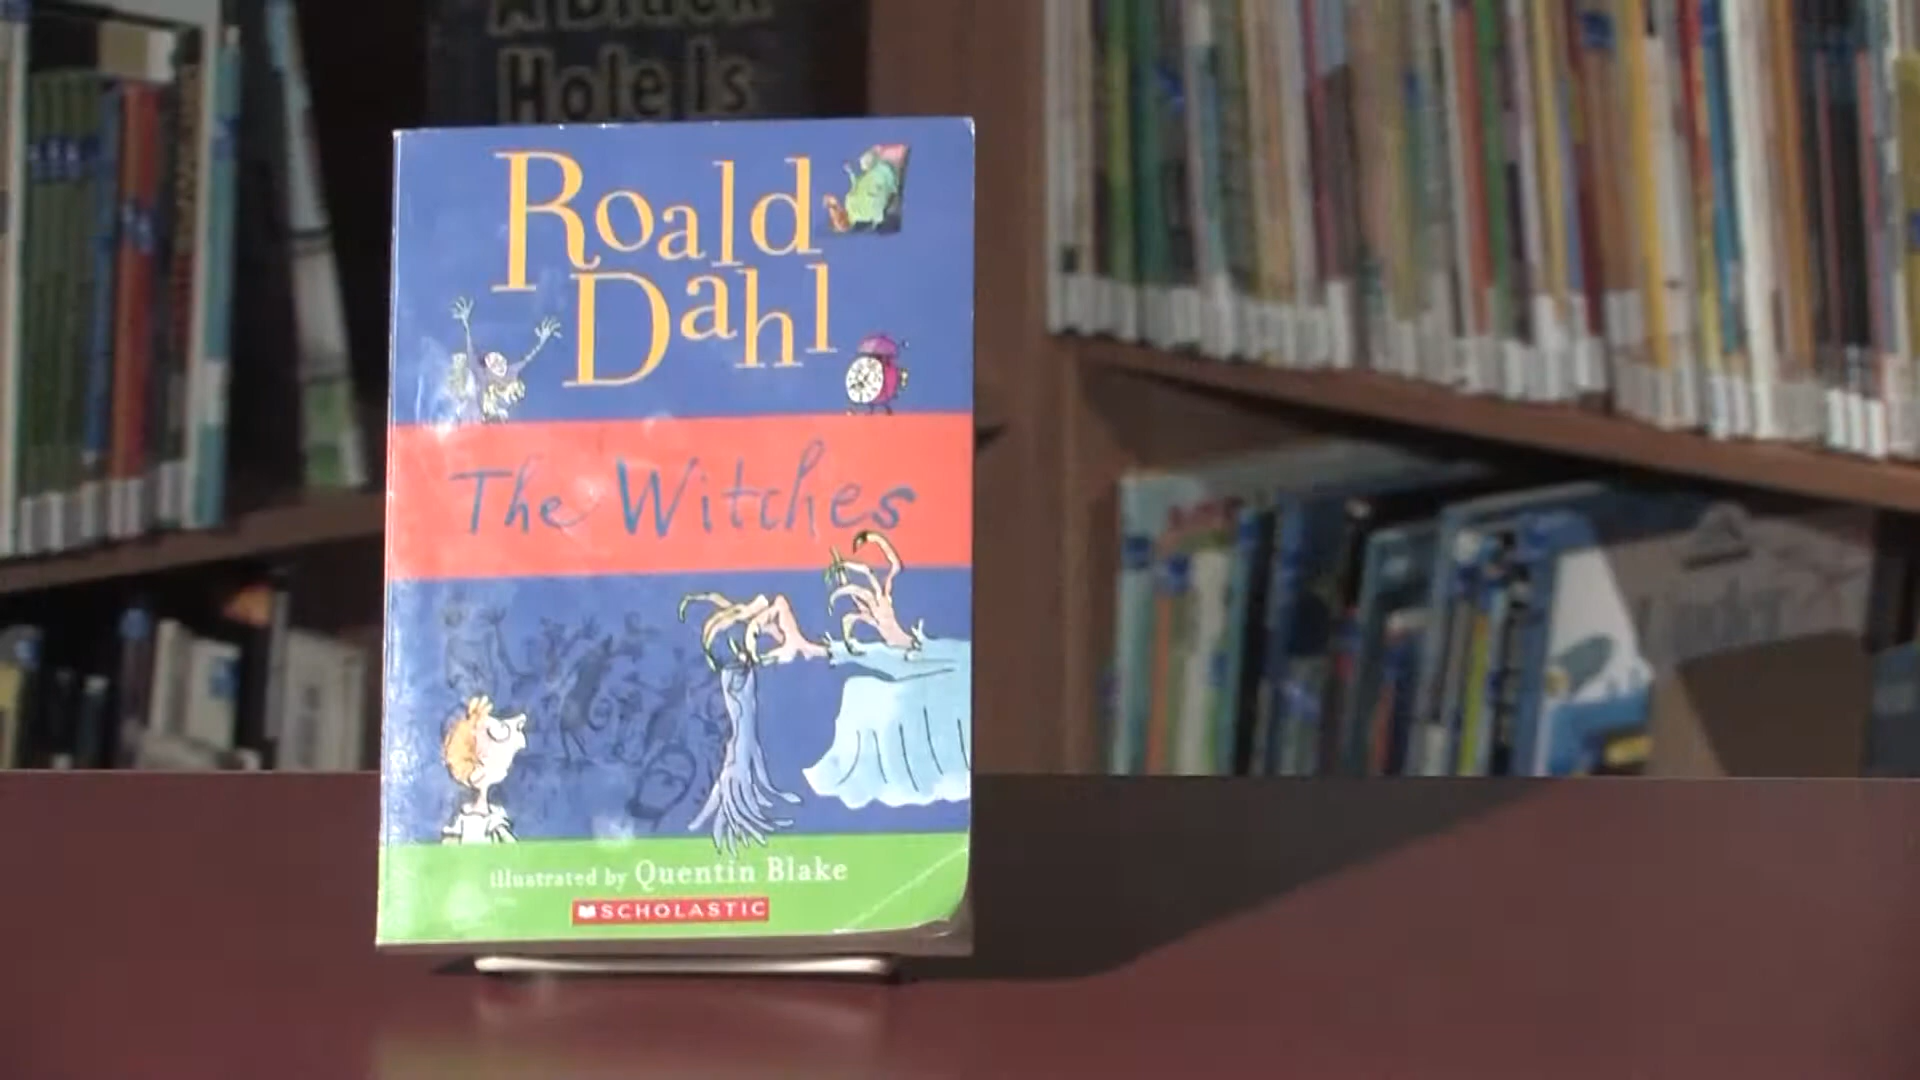 Hole is
Roald
Dahl
The Witches
illustrated by Quentin Blake
SCHOLASTIC